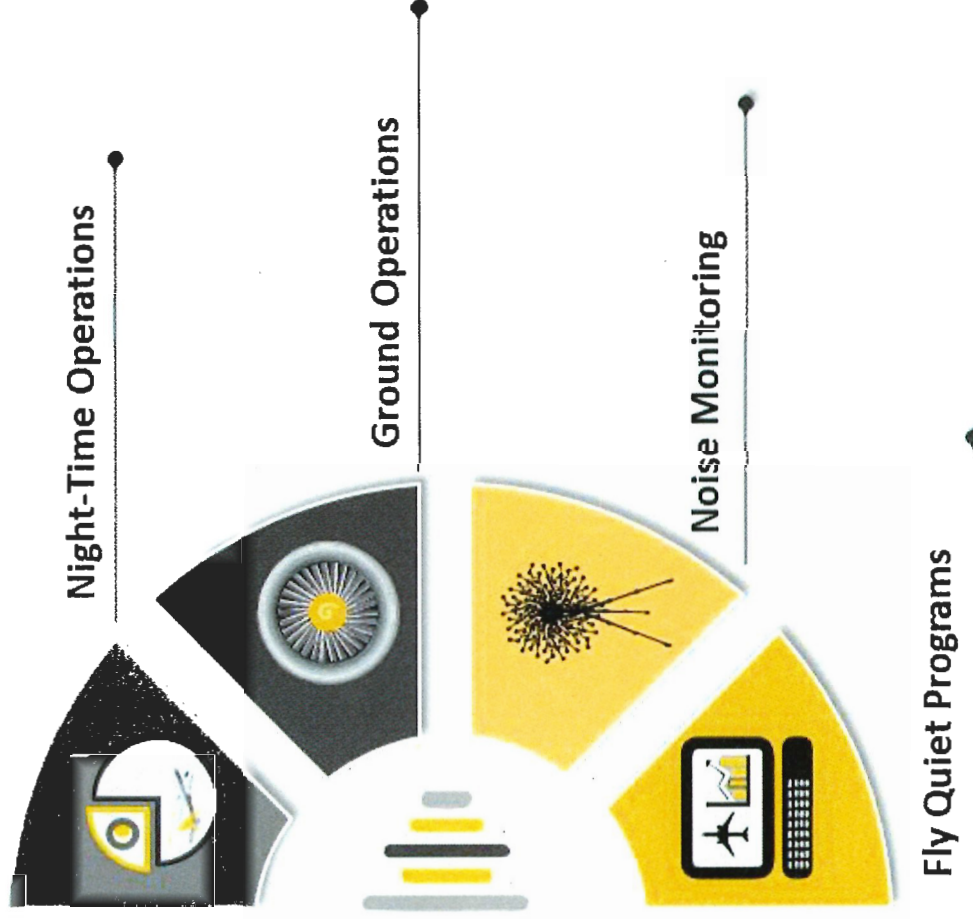 Night-Time Operations
Ground Operations
Noise Monitoring
Fly Quiet Programs